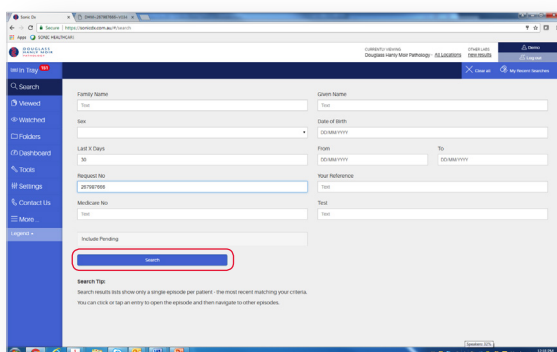 Sonic Dx
Secure
https://sonicdx.com.au/#/search
Apps
SONIC HEALTHCARE
DOUGLASS
HANLY MOIR
PATHOLOGY
CURRENTLY VIEWING
Douglass Hanly Moir Pathology - All Locations
OTHER LABS
new results
Demo
Log out
In Tray
Clear all
My Recent Searches
Search
Viewed
Watched
Folders
Dashboard
Tools
Settings
Contact Us
More ...
Legend
Family Name
Given Name
Text
Text
Sex
Date of Birth
DD/MM/YYYY
Last X Days
From
To
30
DD/MM/YYYY
DD/MM/YYYY
Request No
Your Reference
267987666
Text
Medicare No
Test
Text
Text
Include Pending
Search
Search Tip:
Search results lists show only a single episode per patient - the most recent matching your criteria.
You can click or tap an entry to open the episode and then navigate to other episodes.